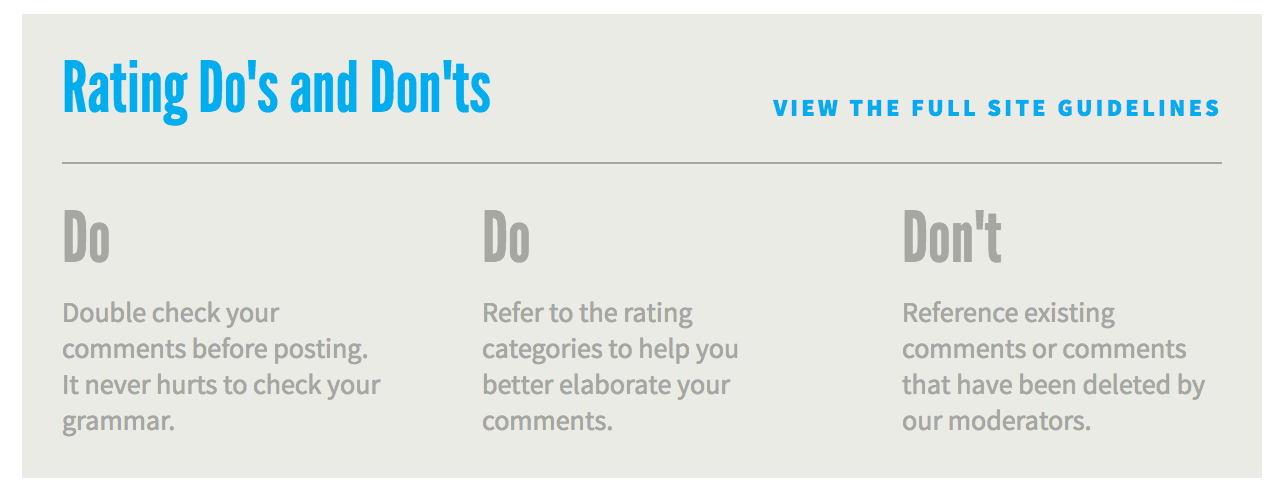 Rating Do's and Don'ts
VIEW THE FULL SITE GUIDELINES
Do
Double check your
comments before posting.
It never hurts to check your
grammar.
Do
Refer to the rating
categories to help you
better elaborate your
comments.
Don't
Reference existing
comments or comments
that have been deleted by
our moderators.